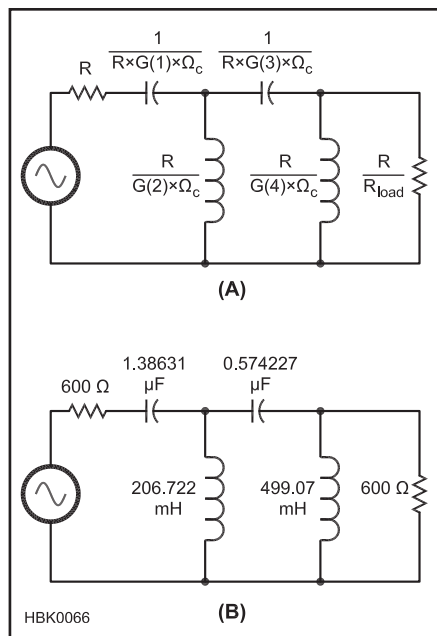 1
R×G(1)×Ωc
1
R×G(3)×Ωc
R
R
G(2)×Ωc
R
G(4)×Ωc
R
Rload
(A)
1.38631
µF
0.574227
µF
600 Ω
206.722
mH
499.07
mH
600 Ω
HBK0066
(B)